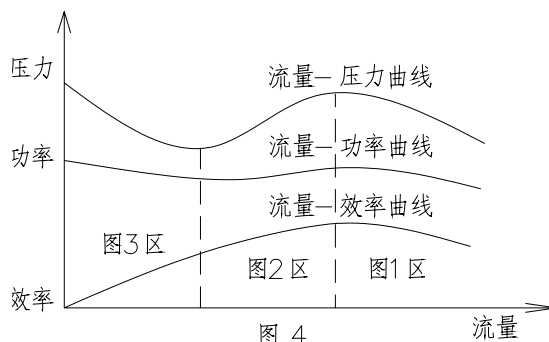 压力
流量-压力曲线
功率
流量-功率曲线
流量-效率曲线
图3区
图2区
图1区
效率
图 4
流量